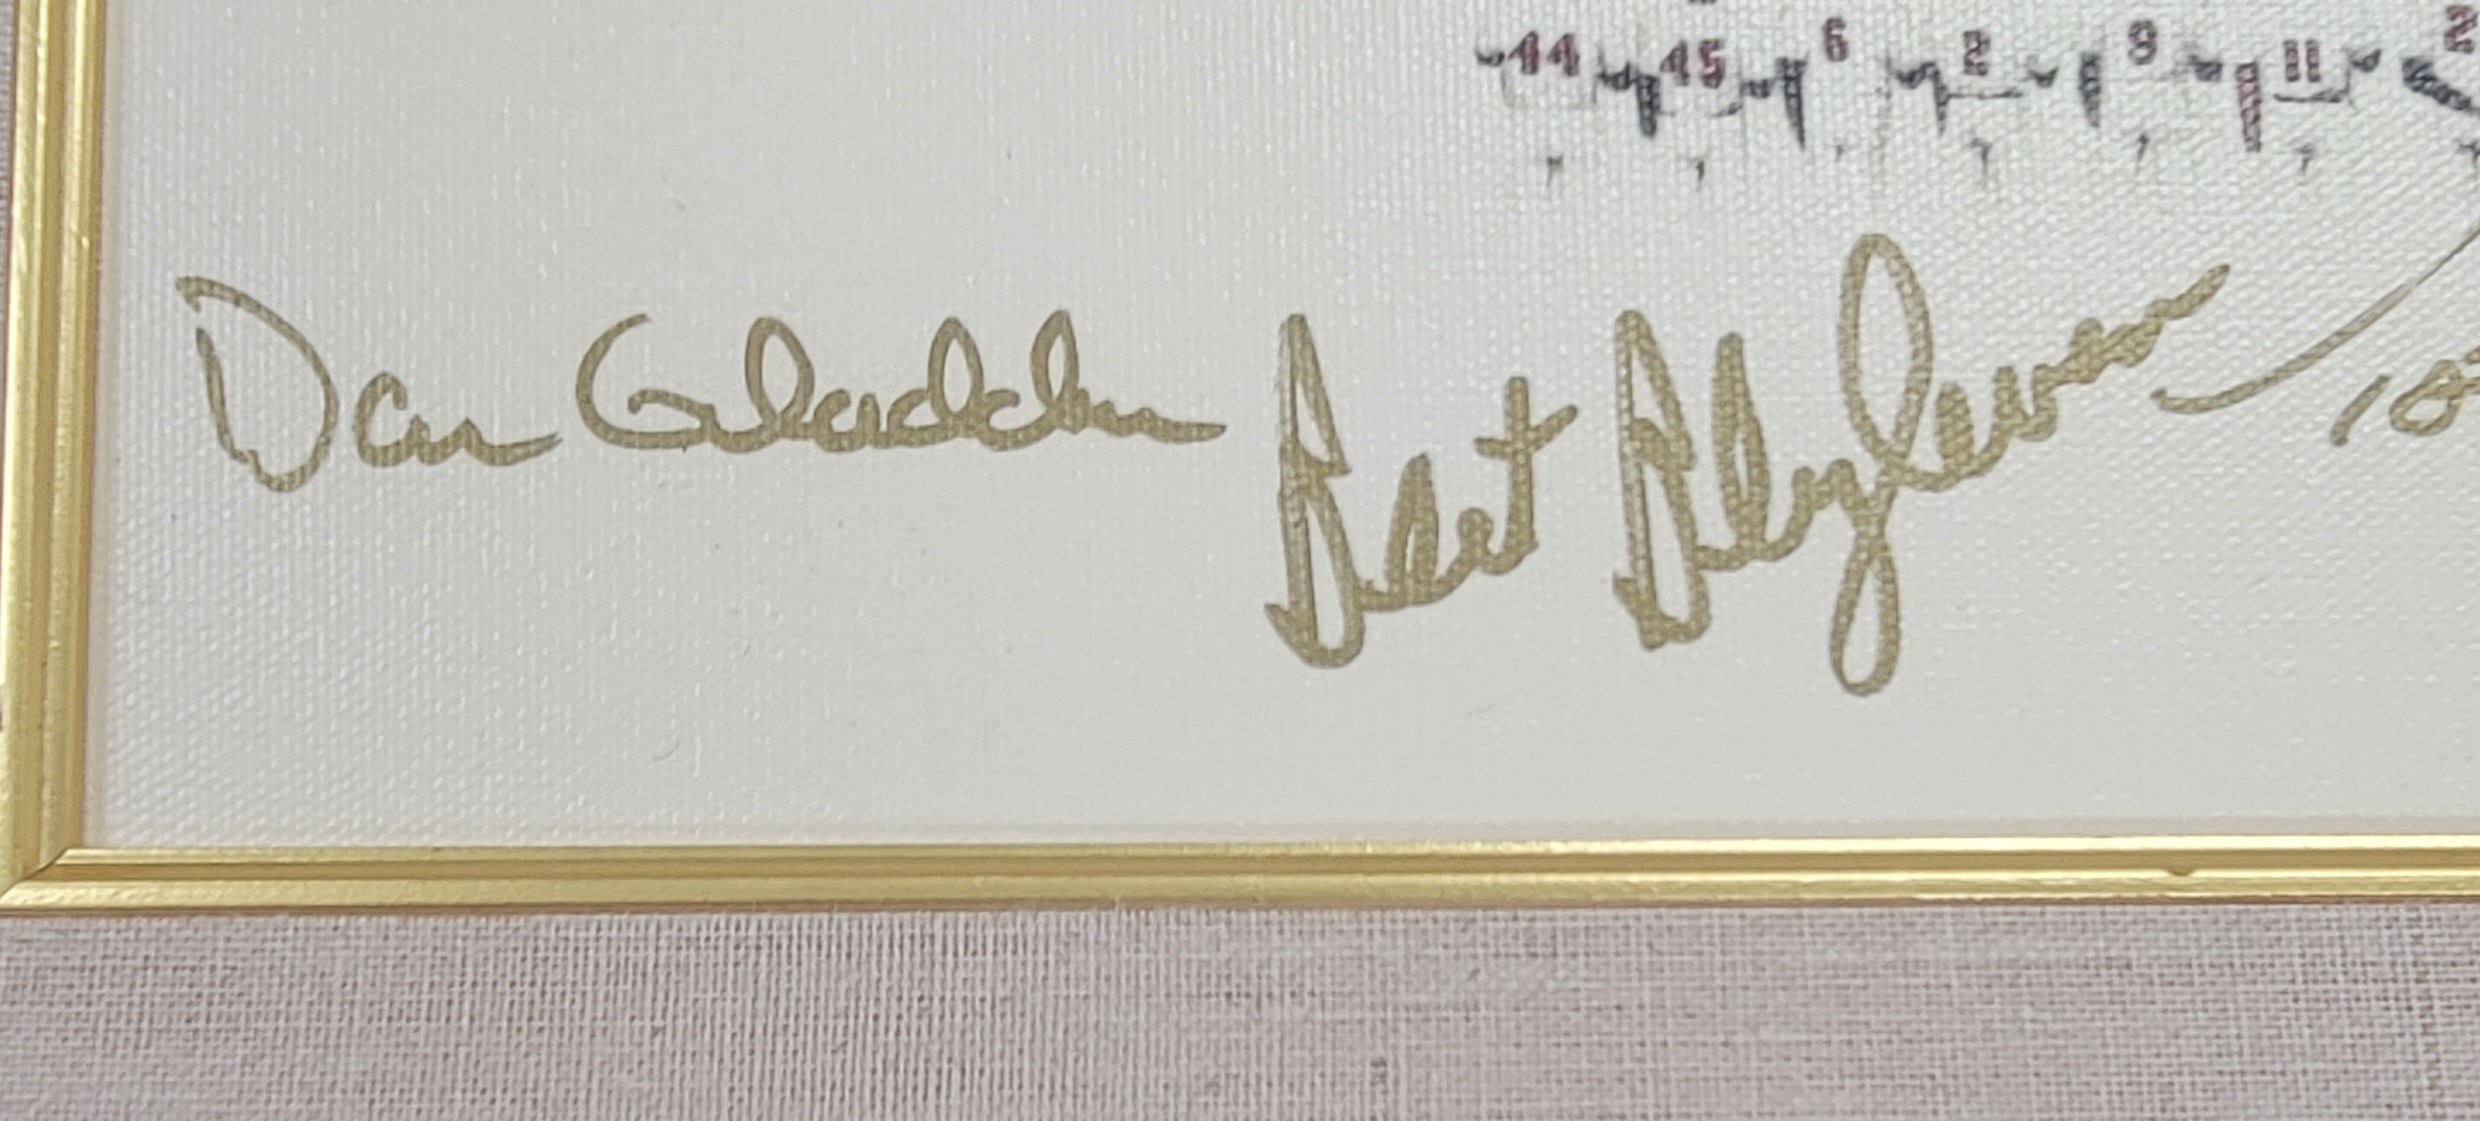 44 45 6 2 9 11 2
Dan Gladden Bert Blyleven